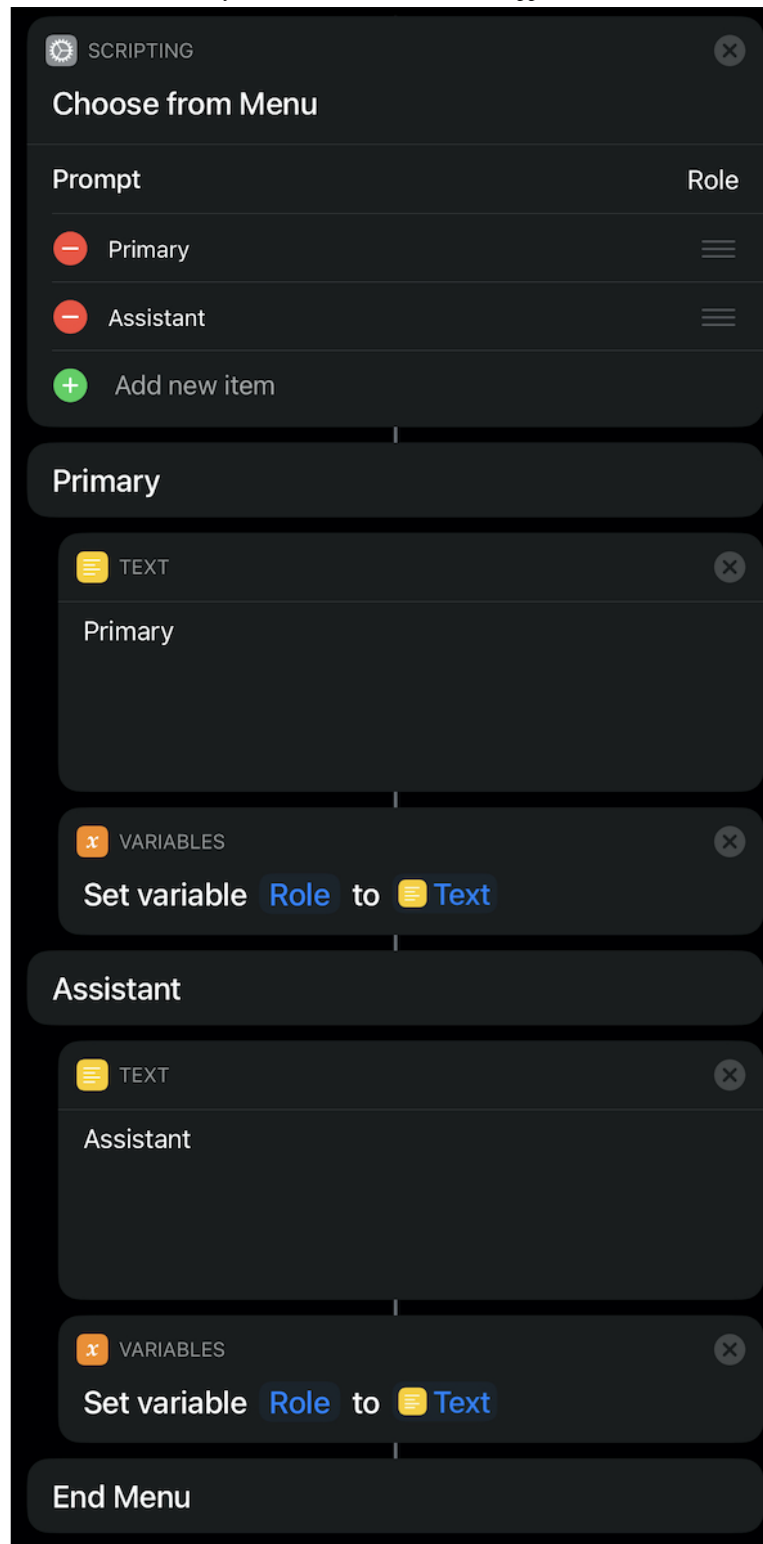 SCRIPTING
Choose from Menu
Prompt Role
Primary
Assistant
Add new item
Primary
TEXT
Primary
VARIABLES
Set variable Role to Text
Assistant
TEXT
Assistant
VARIABLES
Set variable Role to Text
End Menu